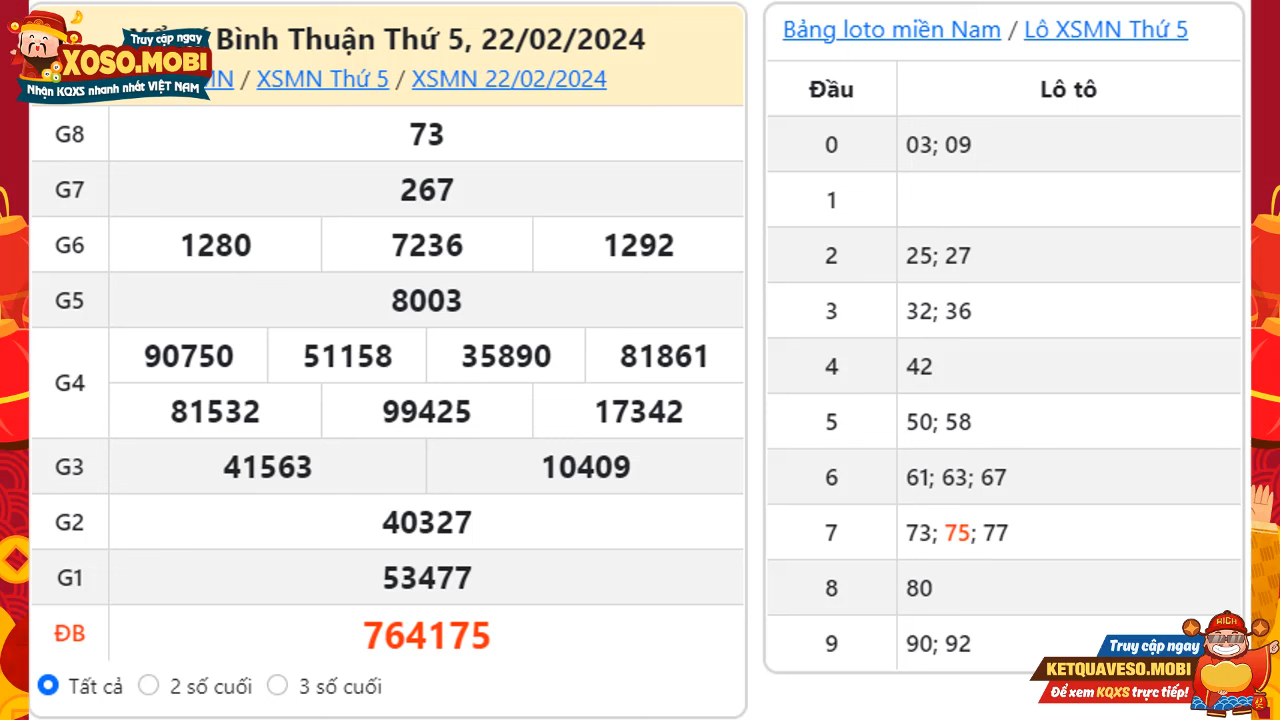 Truy cập ngay
XOSO.MOBI
Nhận KQXS nhanh nhất VIỆT NAM
Bình Thuận Thứ 5, 22/02/2024
/ XSMN Thứ 5 / XSMN 22/02/2024
G8 73
G7 267
G6 1280 7236 1292
G5 8003
G4 90750 51158 35890 81861
81532 99425 17342
G3 41563 10409
G2 40327
G1 53477
ĐB 764175
Tất cả 2 số cuối 3 số cuối
Bảng loto miền Nam / Lô XSMN Thứ 5
Đầu Lô tô
0 03; 09
1
2 25; 27
3 32; 36
4 42
5 50; 58
6 61; 63; 67
7 73; 75; 77
8 80
9 90; 92
RICH
Truy cập ngay
KETQUAVESO.MOBI
Để xem KQXS trực tiếp!